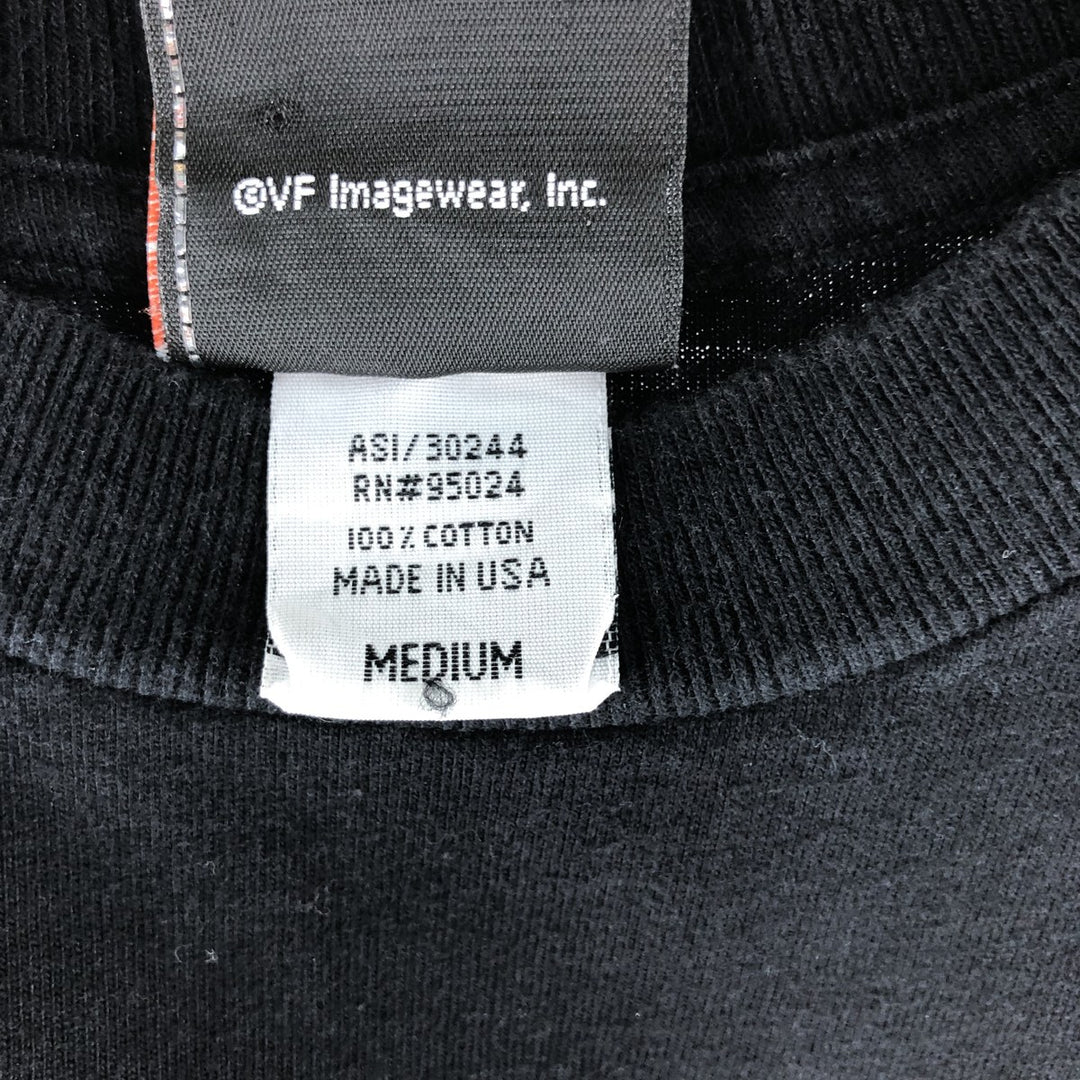 ©VF Imagewear, Inc.
ASI/30244
RN#95024
100% COTTON
MADE IN USA
MEDIUM